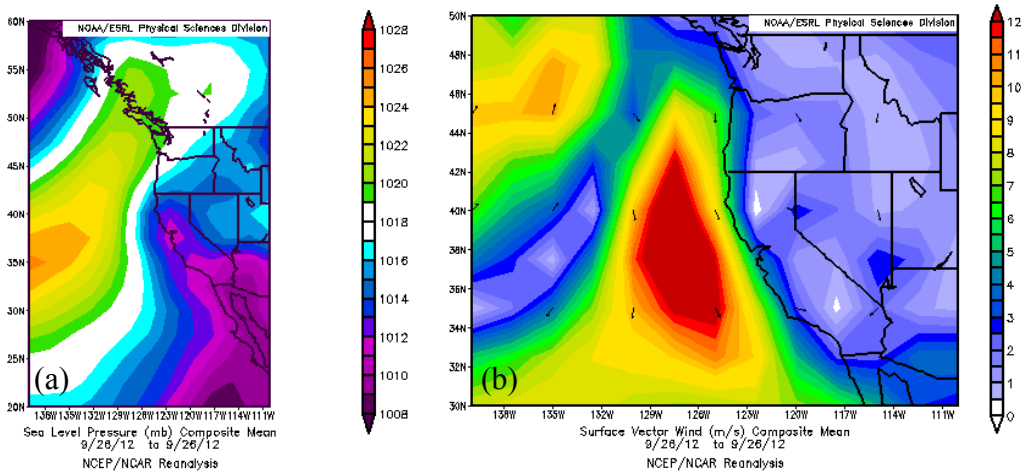 NOAA/ESRL Physical Sciences Division
60N
55N
50N
45N
40N
35N
30N
25N
20N
(a)
138W 135W 132W 129W 126W 123W 120W 117W 114W 111W
1028
1026
1024
1022
1020
1018
1017
1016
1014
1013
1012
1010
1008
Sea Level Pressure (mb) Composite Mean
9/26/12 to 9/26/12
NCEP/NCAR Reanalysis
NOAA/ESRL Physical Sciences Division
50N
48N
46N
44N
42N
40N
38N
36N
34N
32N
30N
(b)
138W 135W 132W 129W 126W 123W 120W 117W 114W 111W
12
11
10
9
8
7
6
5
4
3
2
1
0
Surface Vector Wind (m/s) Composite Mean
9/26/12 to 9/26/12
NCEP/NCAR Reanalysis